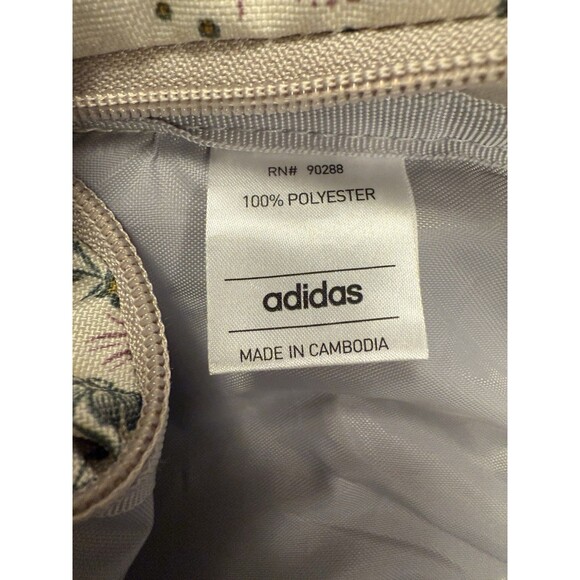 RN# 90288
100% POLYESTER
adidas
MADE IN CAMBODIA